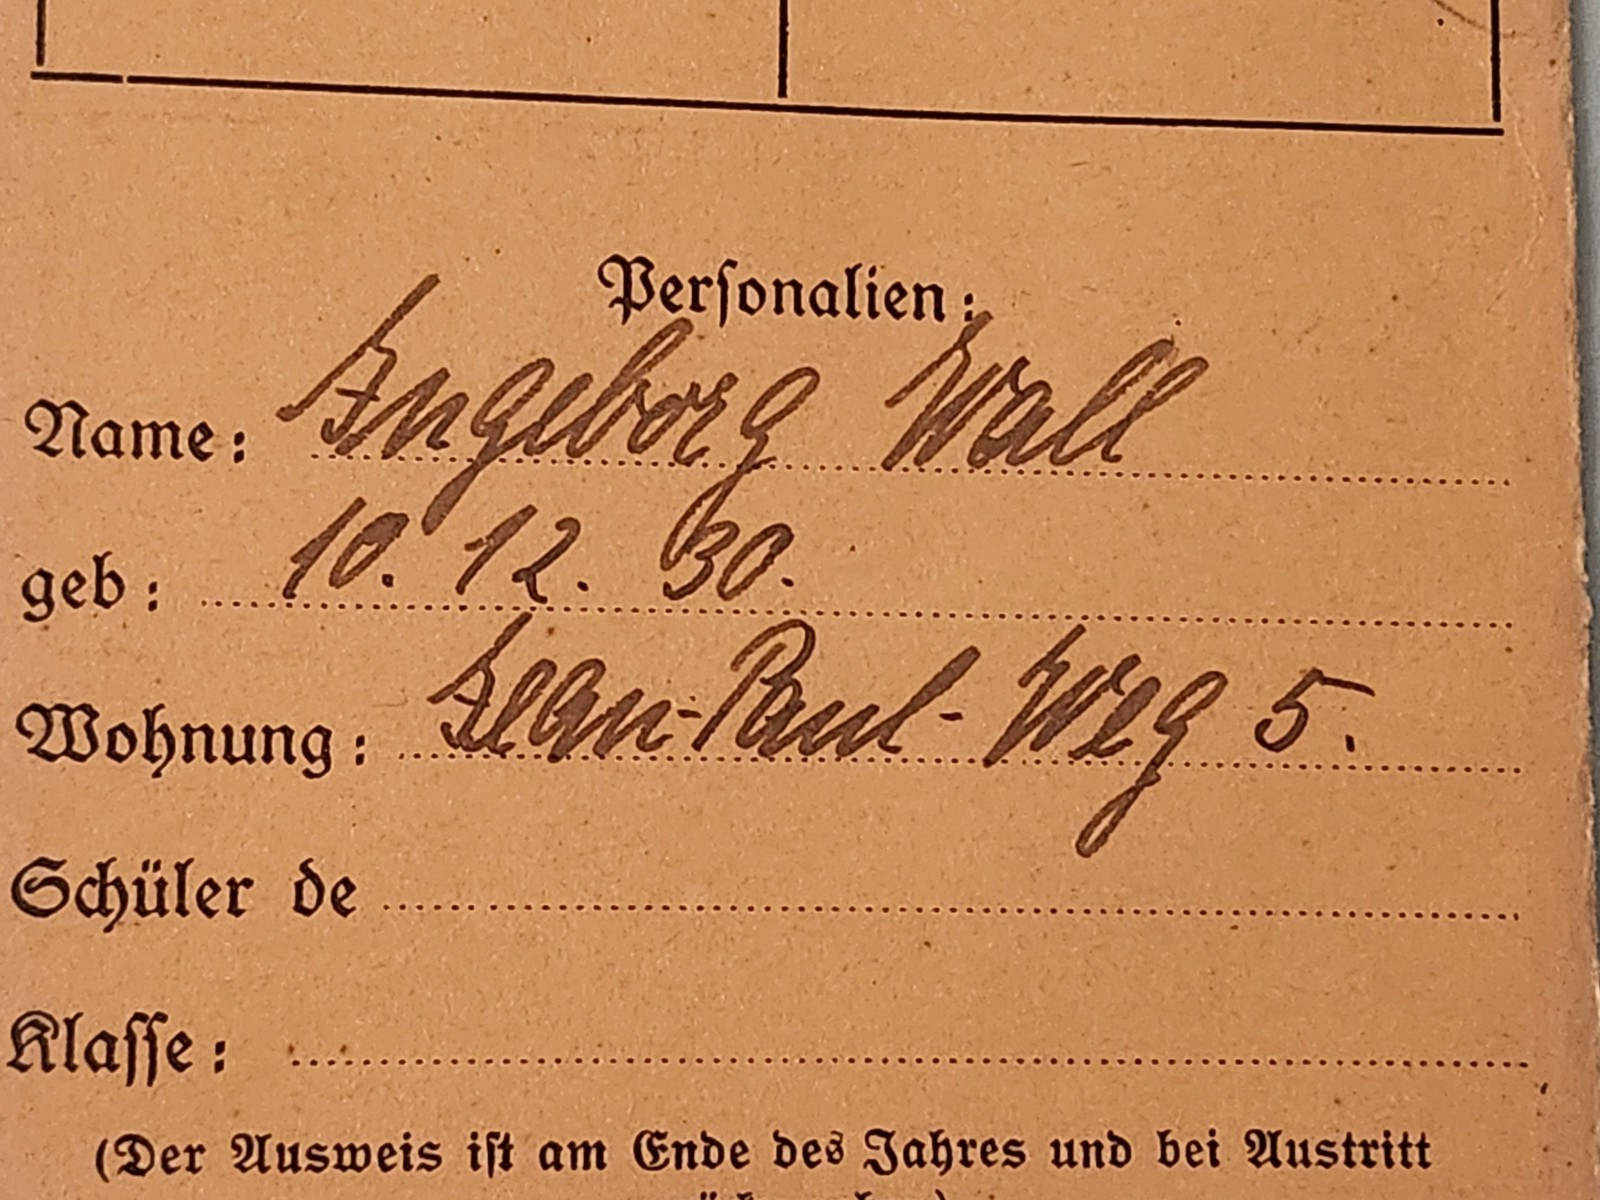 Personalien:
Name: Ingeborg Wall
geb: 10. 12. 30.
Wohnung: Jean-Paul-Weg 5.
Schüler de
Klasse:
(Der Ausweis ist am Ende des Jahres und bei Austritt